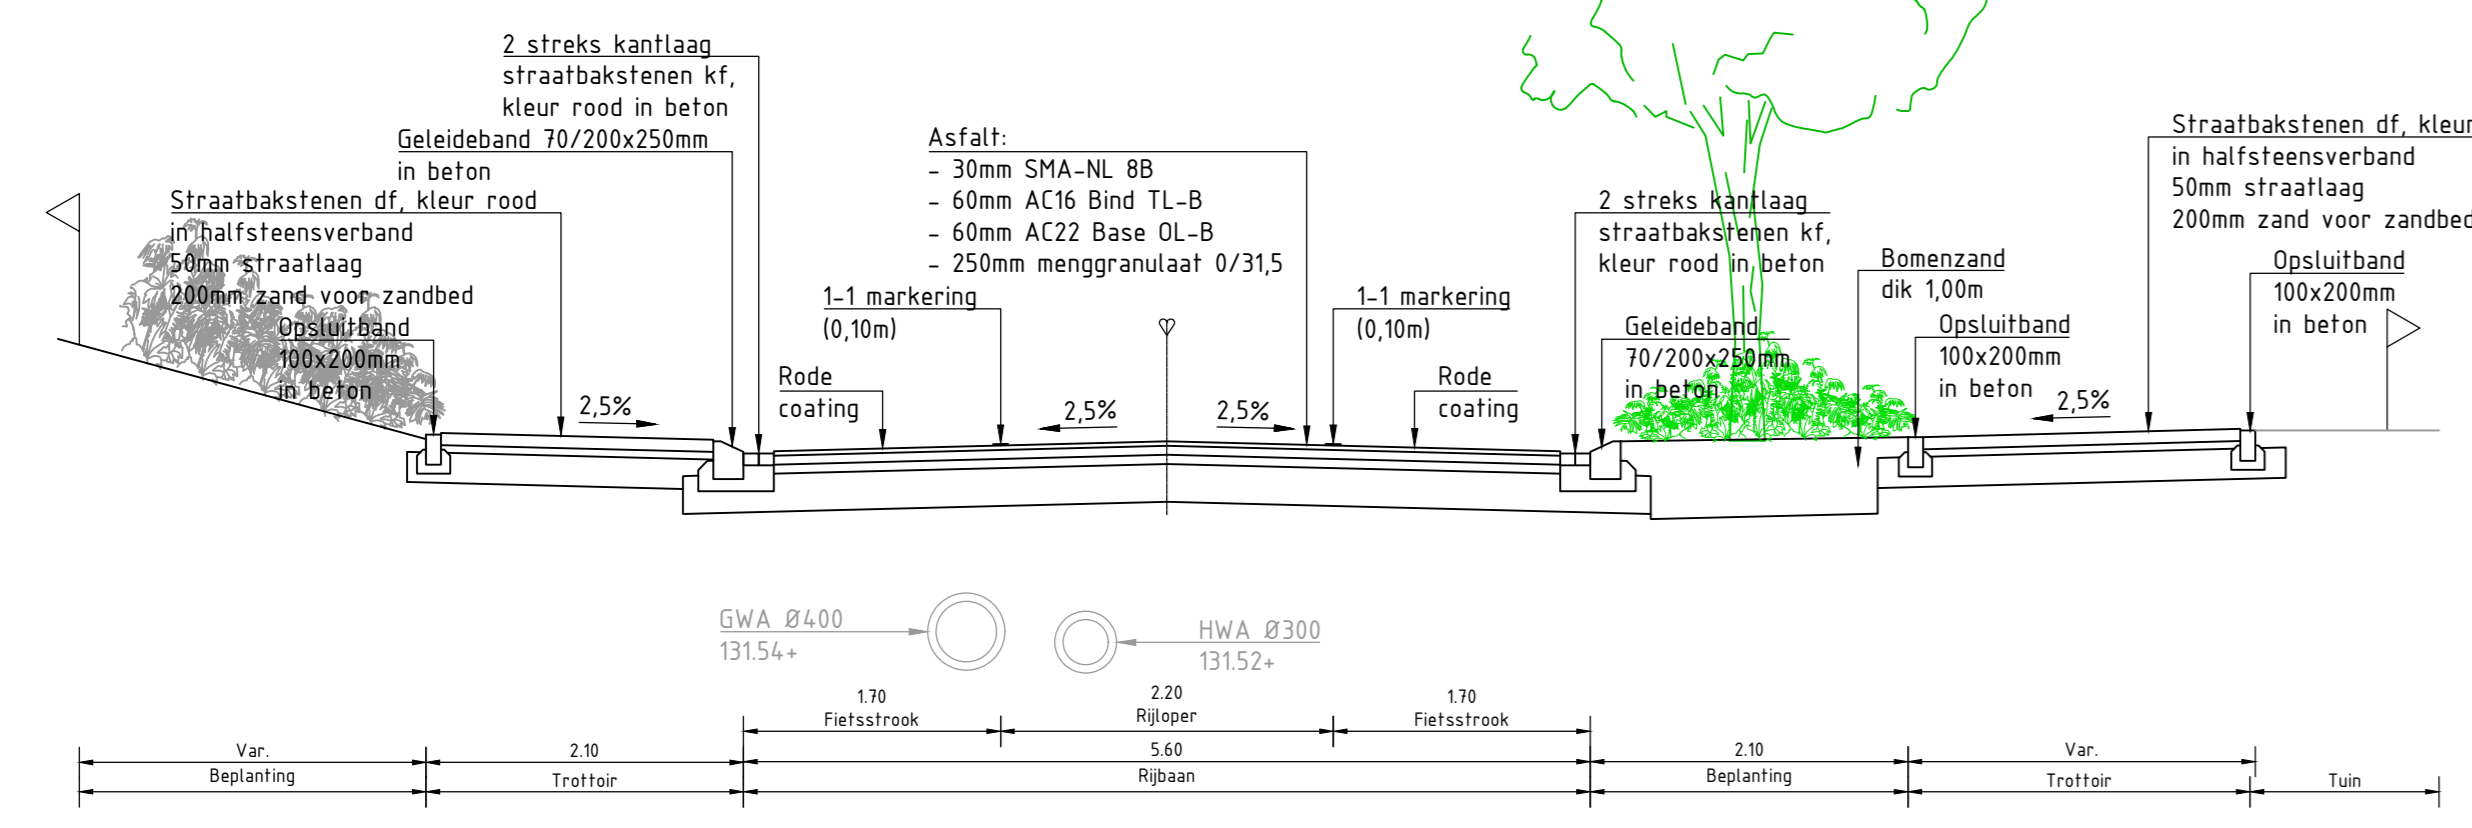 2 streks kantlaag
straatbakstenen kf,
kleur rood in beton
Geleideband 70/200x250mm
in beton
Straatbakstenen df, kleur rood
in halfsteensverband
50mm straatlaag
200mm zand voor zandbed
Opsluitband
100x200mm
in beton
2,5%
Rode
coating
1-1 markering
(0,10m)
Asfalt:
- 30mm SMA-NL 8B
- 60mm AC16 Bind TL-B
- 60mm AC22 Base OL-B
- 250mm menggranulaat 0/31,5
2,5%
2,5%
1-1 markering
(0,10m)
Rode
coating
2 streks kantlaag
straatbakstenen kf,
kleur rood in beton
Geleideband
70/200x250mm
in beton
Bomenzand
dik 1,00m
Opsluitband
100x200mm
in beton
2,5%
Straatbakstenen df, kleur
in halfsteensverband
50mm straatlaag
200mm zand voor zandbed
Opsluitband
100x200mm
in beton
GWA Ø400
131.54+
HWA Ø300
131.52+
1.70
Fietsstrook
2.20
Rijloper
1.70
Fietsstrook
Var.
Beplanting
2.10
Trottoir
5.60
Rijbaan
2.10
Beplanting
Var.
Trottoir
Tuin